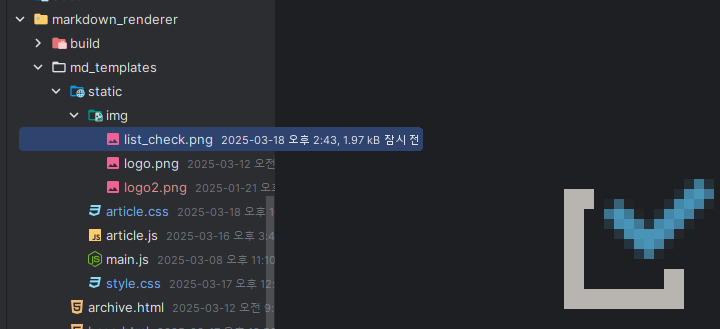 markdown_renderer
build
md_templates
static
img
list_check.png 2025-03-18 오후 2:43, 1.97 kB 잠시 전
logo.png 2025-03-12 오전
logo2.png 2025-01-21 오
article.css 2025-03-18 오후 1
article.js 2025-03-16 오후 3:4
main.js 2025-03-08 오후 11:10
style.css 2025-03-17 오후 12:
archive.html 2025-03-12 오전 9: